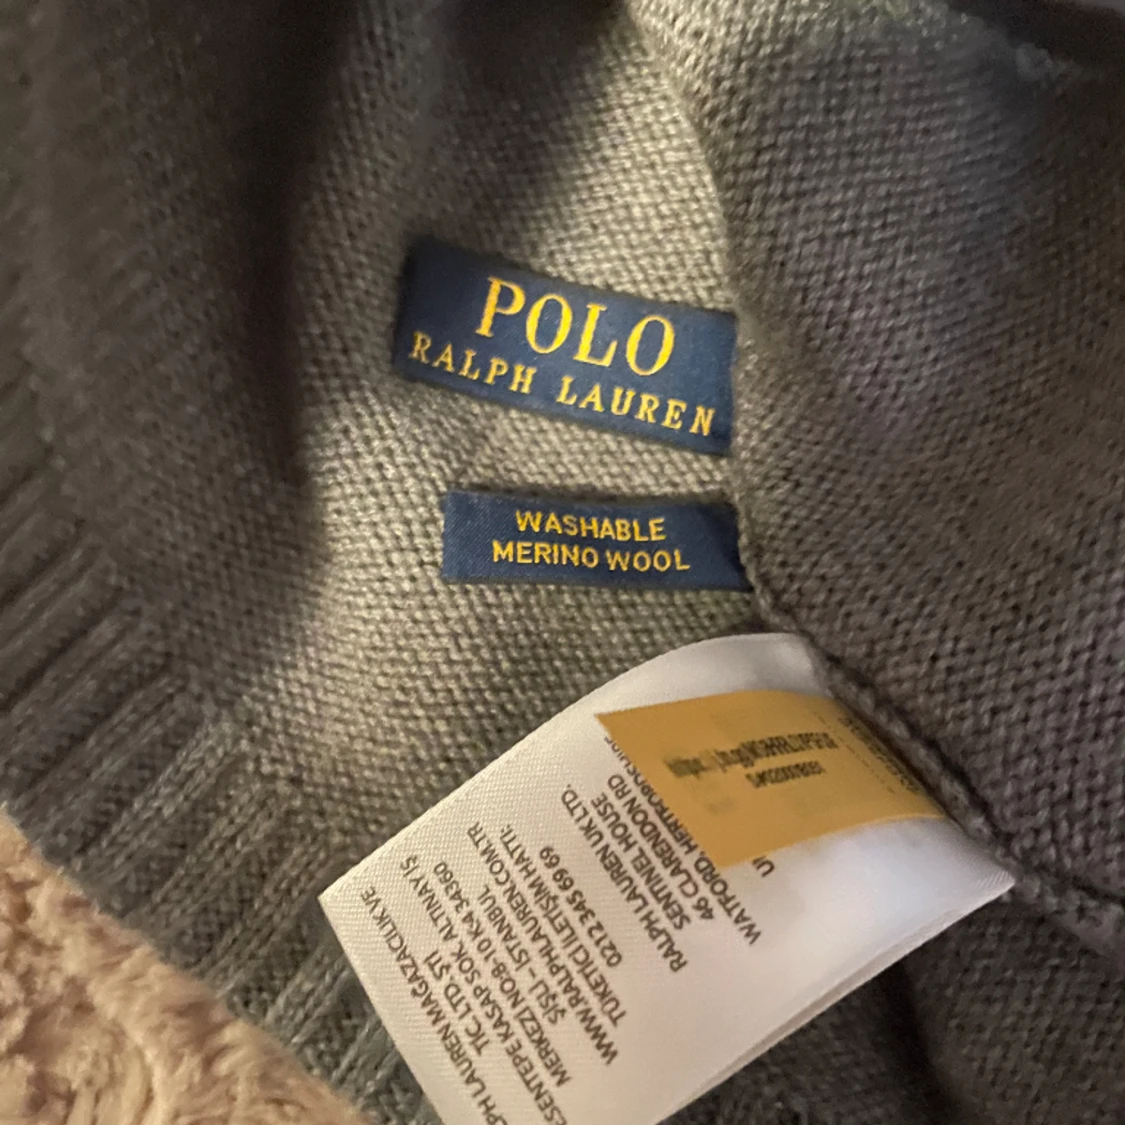 POLO
RALPH LAUREN
WASHABLE
MERINO WOOL
RALPH LAUREN UK LTD.
SENTINEL HOUSE
46 CLARENDON RD
WATFORD, HERTFORDSHIRE
LAUREN MAĞAZACILIK VE
TİC LTD. ŞTİ
ESENTEPE KASAP SOK. ALTINAY İŞ
MERKEZİ NO:8-10 K:4 34360
ŞİŞLİ – İSTANBUL
WWW.RALPHLAUREN.COM.TR
TÜKETİCİ İLETİŞİM HATTI:
0212 345 69 69